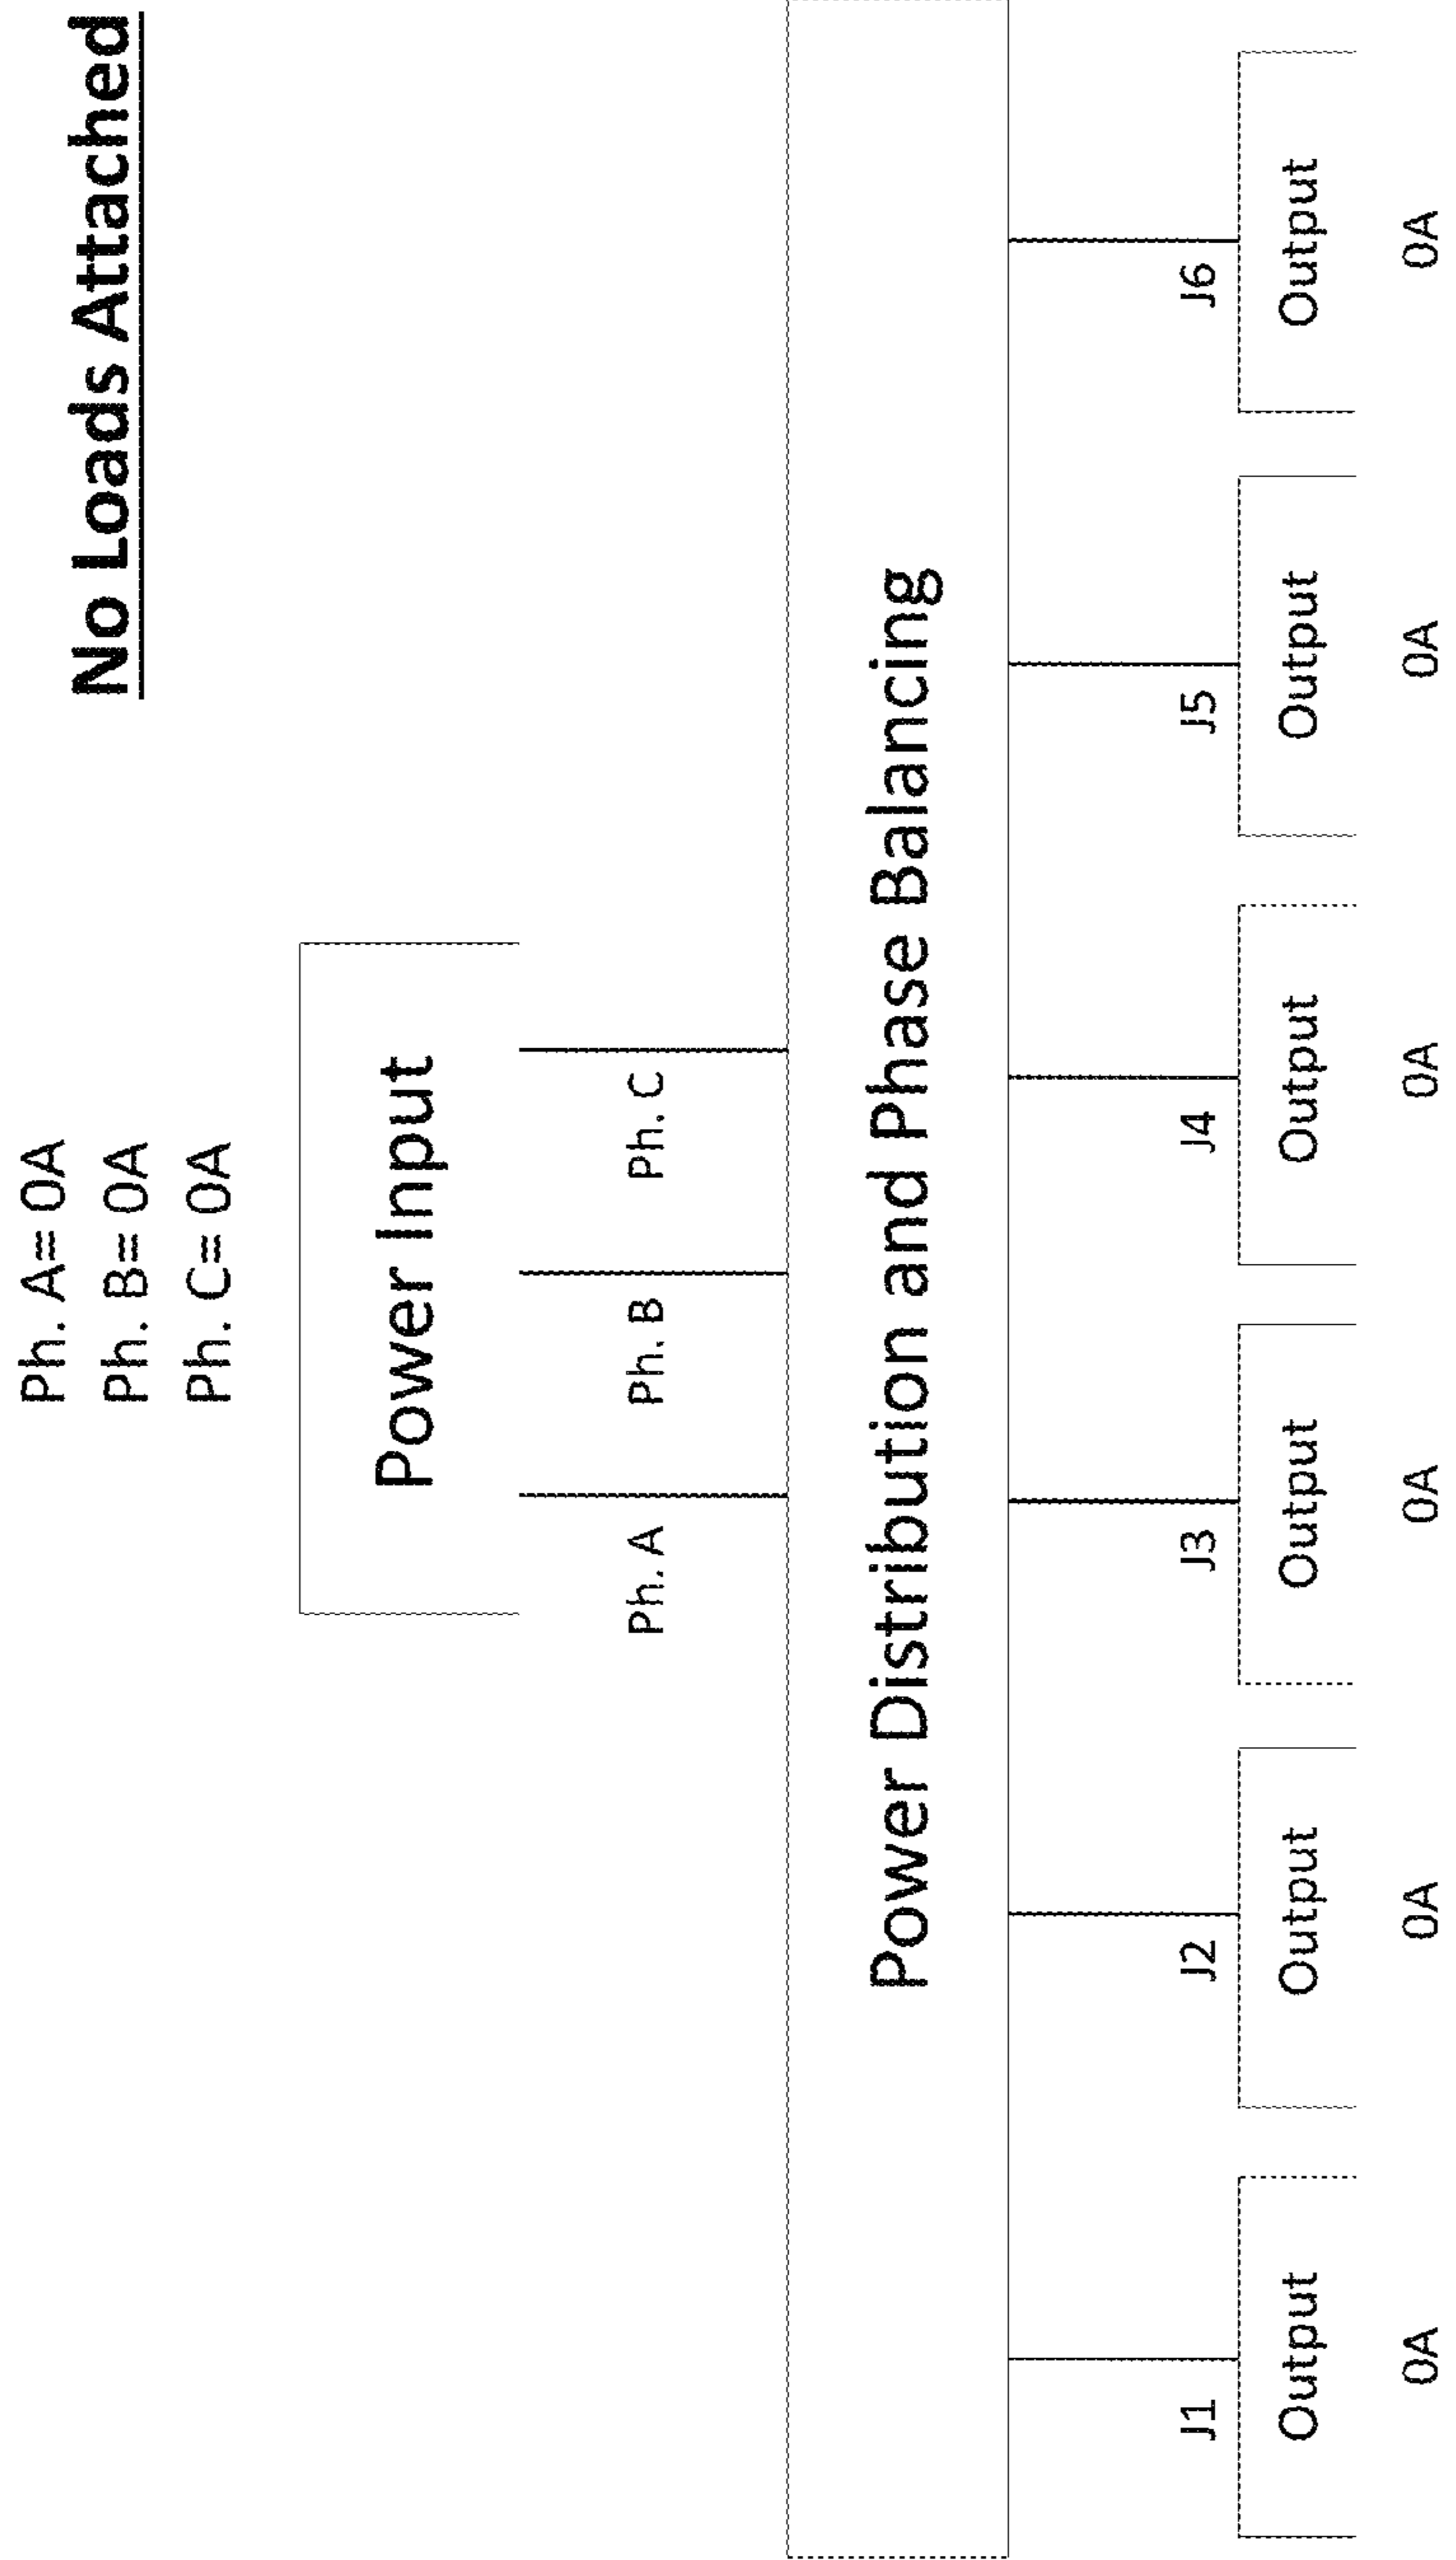 No Loads Attached
Ph. A= 0A
Ph. B= 0A
Ph. C= 0A
Power Input
Ph. A
Ph. B
Ph. C
Power Distribution and Phase Balancing
J1
J2
J3
J4
J5
J6
Output
Output
Output
Output
Output
Output
0A
0A
0A
0A
0A
0A